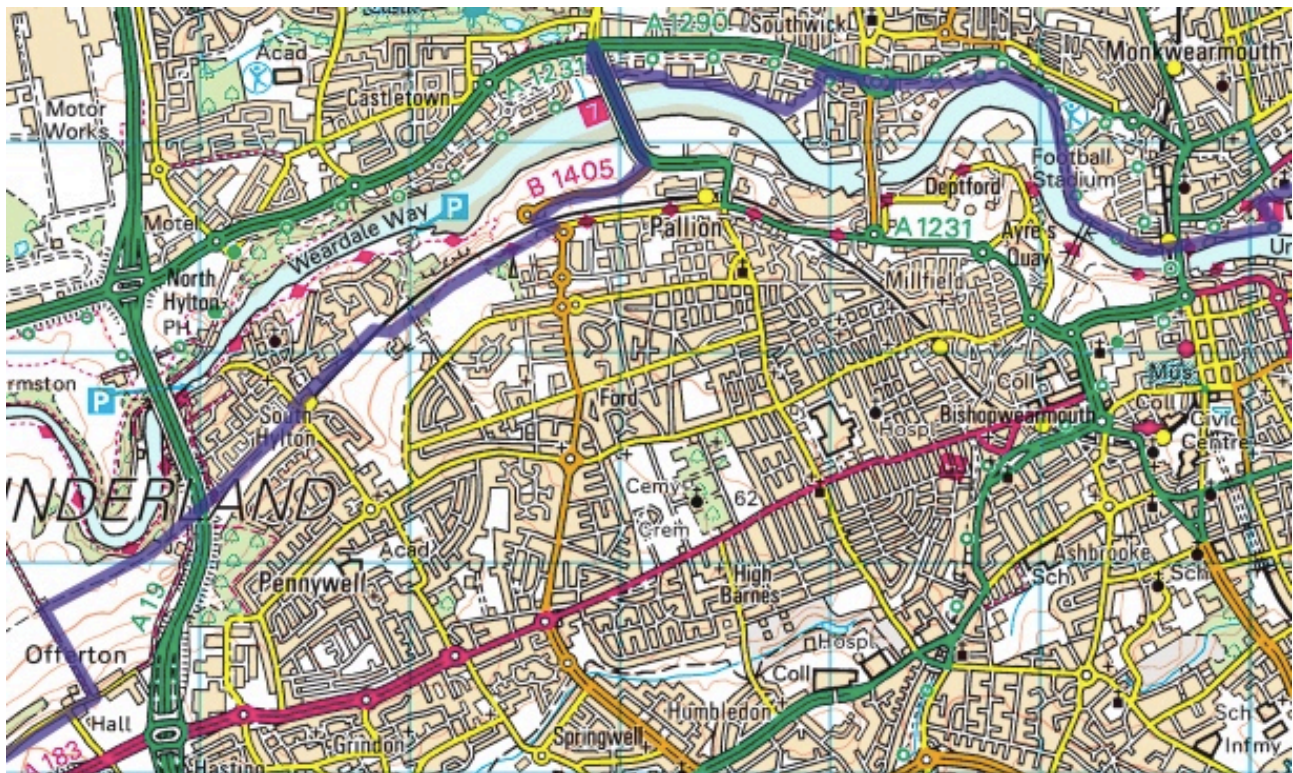 Castle
A 1290
Southwick
Acad
Monkwearmouth
A 1231
Castletown
7
Motor
Works
B 1405
Football
Stadium
Deptford
P
Motel
Weardale Way
Pallion
A 1231
Ayre's
Quay
North
Hylton
PH
Millfield
rmston
P
Mus
Coll
Ford
South
Hylton
Bishopwearmouth
Coll
Hospl
Civic
Centre
NDERLAND
Cemy
62
Crem
Acad
Ashbrooke
Pennywell
High
Barnes
Sch
Sch
A 19
Offerton
Hospl
Coll
Hall
Humbledon
Sch
A 183
Grindon
Springwell
Infmy
Hasting